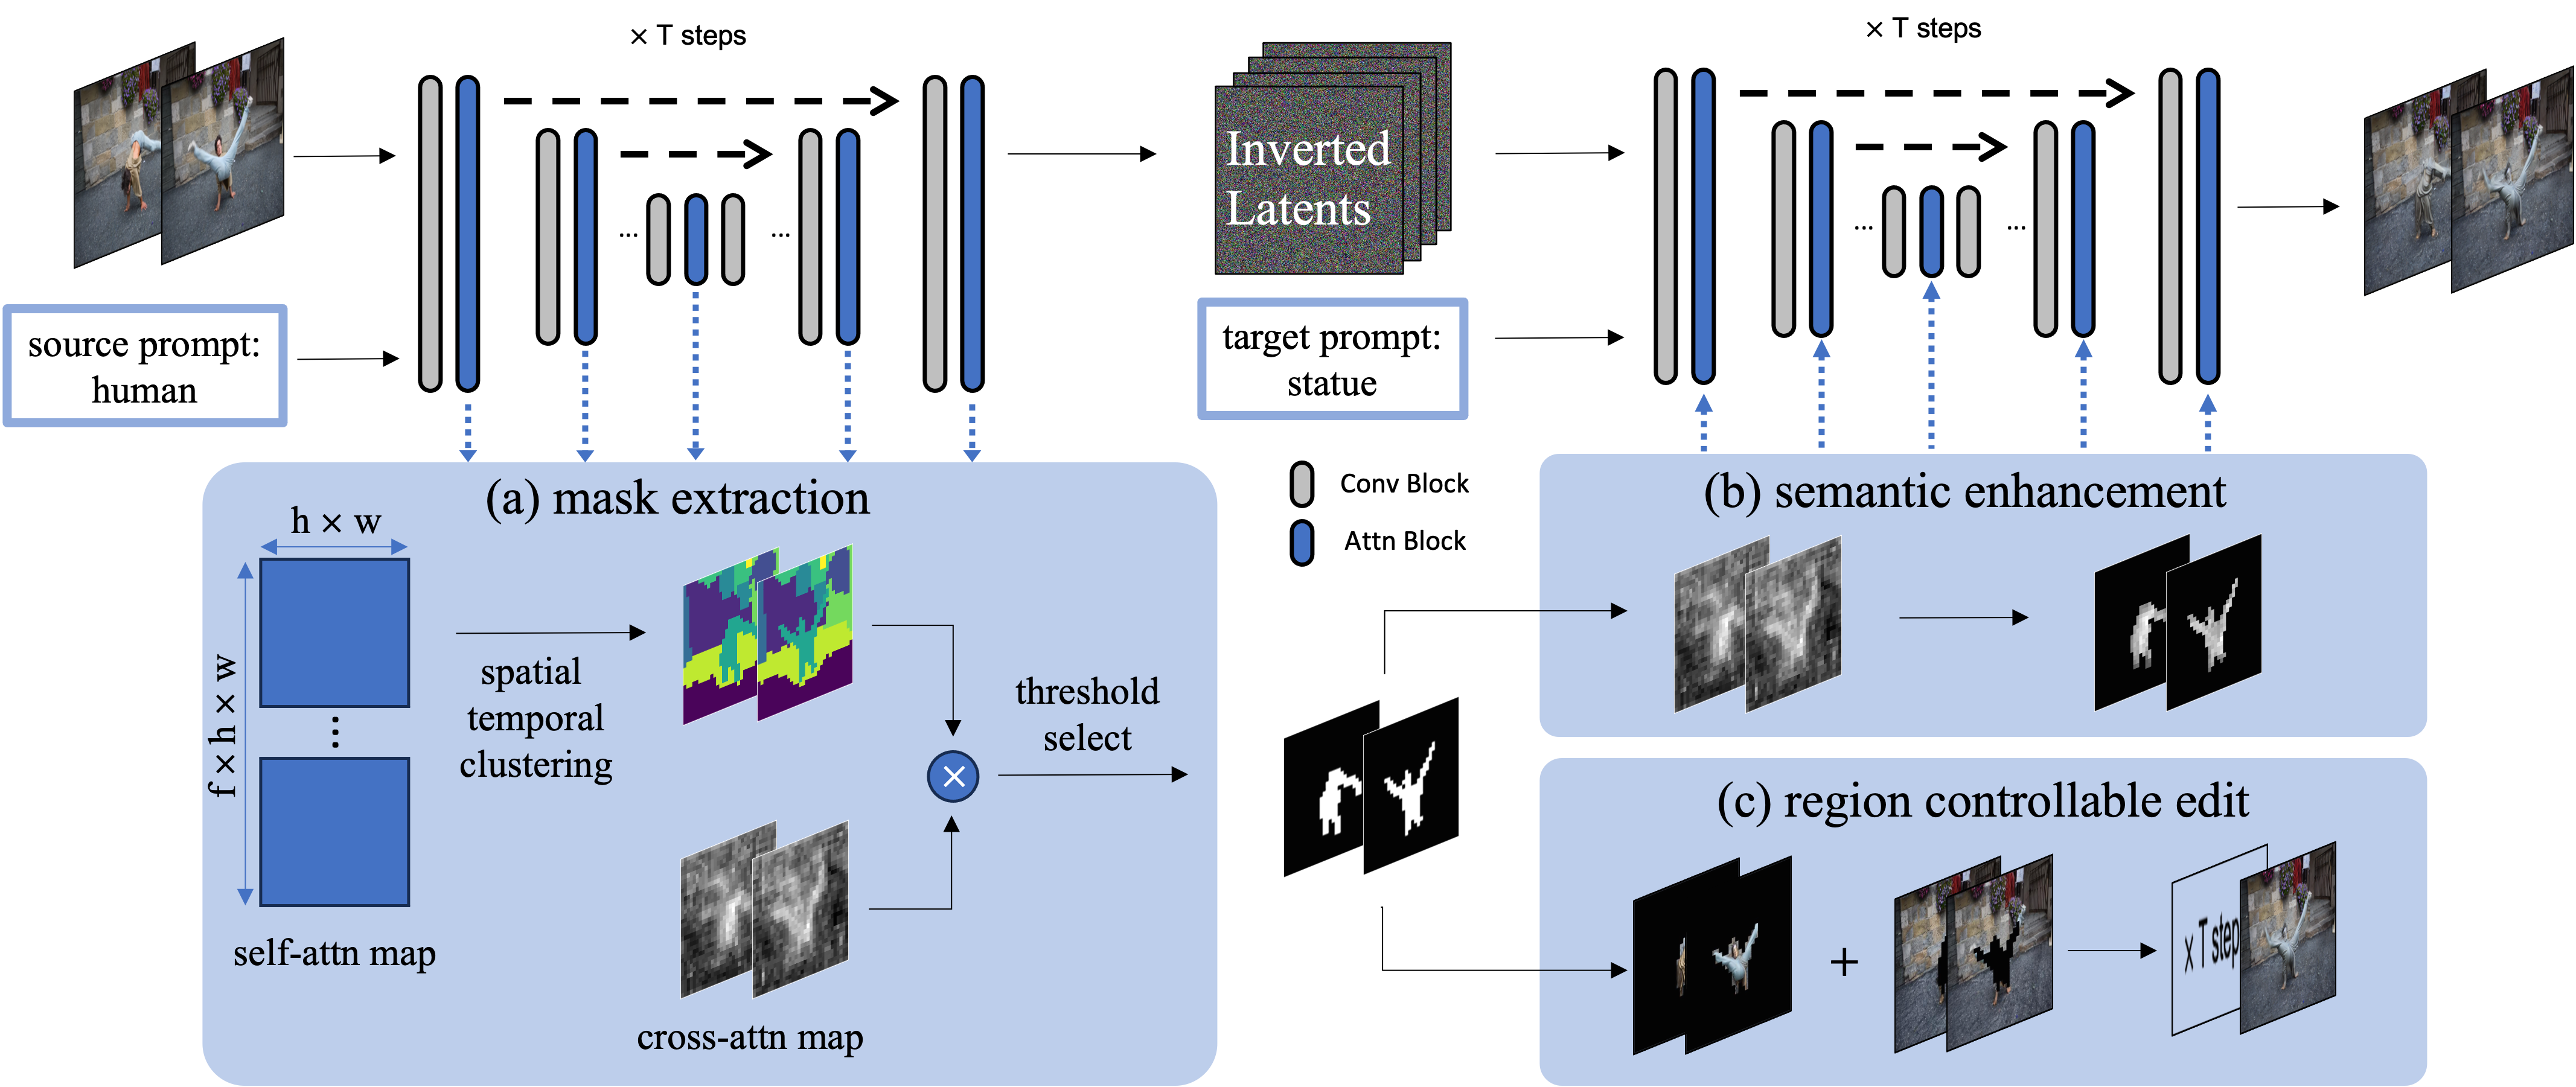 × T steps
× T steps
Inverted
Latents
source prompt:
human
target prompt:
statue
(a) mask extraction
h × w
f × h × w
self-attn map
spatial
temporal
clustering
cross-attn map
×
threshold
select
Conv Block
Attn Block
(b) semantic enhancement
(c) region controllable edit
+
x T step